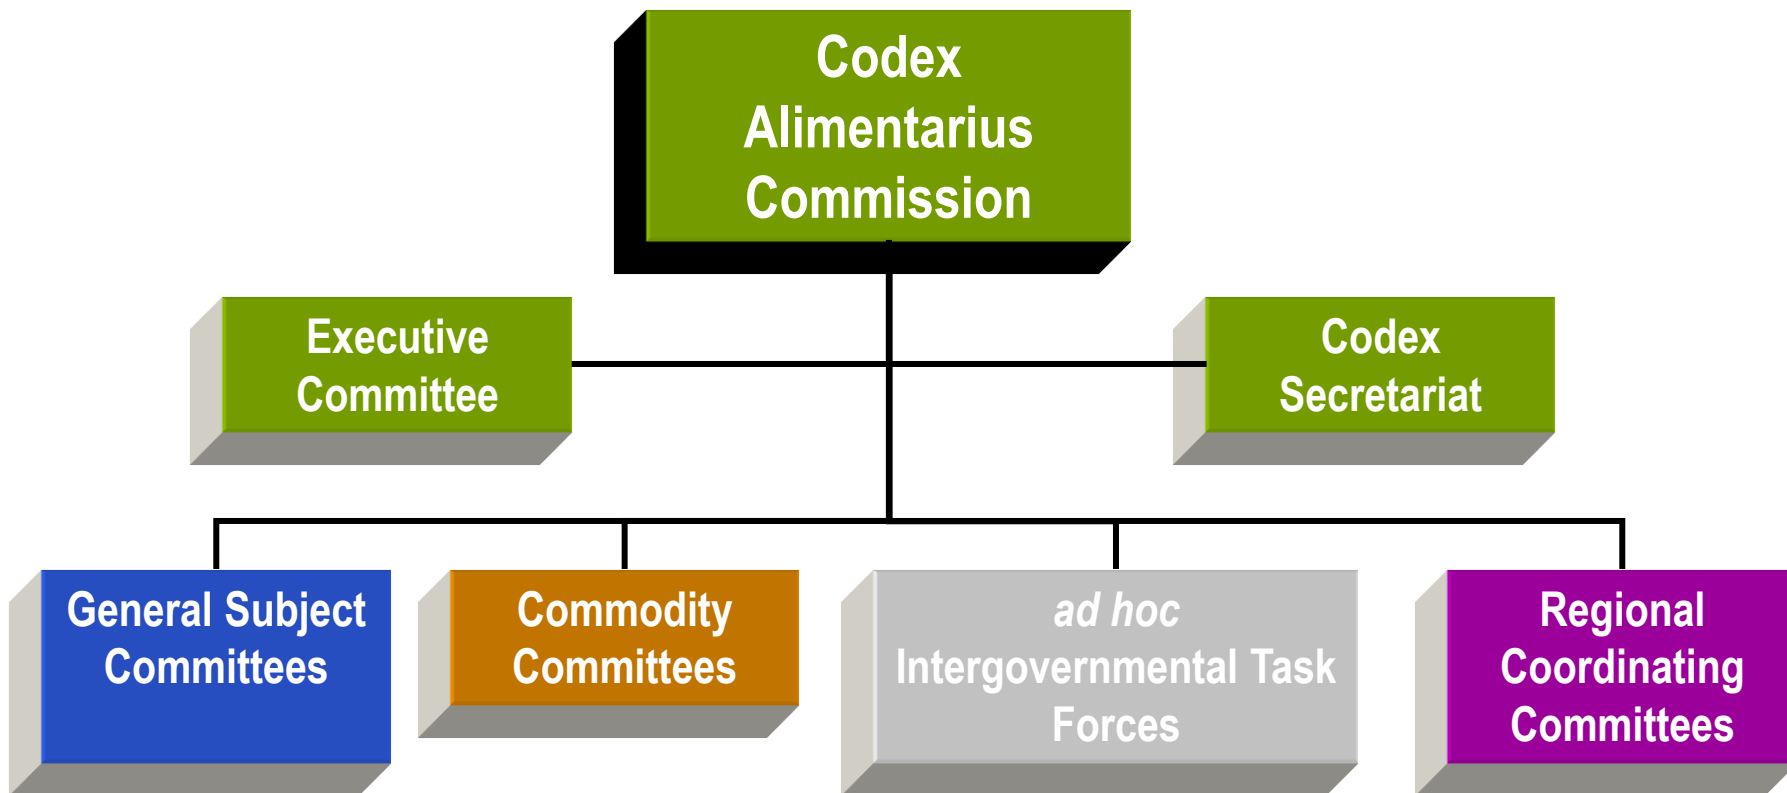 Codex
Alimentarius
Commission
Executive
Committee
Codex
Secretariat
General Subject
Committees
Commodity
Committees
ad hoc
Intergovernmental Task
Forces
Regional
Coordinating
Committees